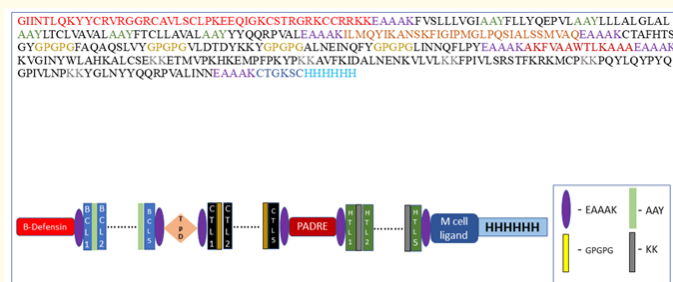 GIINTLQKYYCRVRGGRCAVLSCLPKEEQIGKCSTRGRKCCRRKKEAAAKFVSLLLVGIAAYFLLYQEPVLAAYLLLALGLAL
AAYLTCLVAVALAAYFTCLLAVALAAYYYQQRPVALEAAAKILMQYIKANSKFIGIPMGLPQSIALSSMVAQEAAAKCTAFHTS
GYGPGPGFAQAQSLVYGPGPGVLDTDYKKYGPGPGALNEINQFYGPGPGLINNQFLPYEAAAKAKFVAAWTLKAAAEAAAK
KVGINYWLAHKALCSEKKETMVPKHKEMPFPKYPKKAVFKIDALNENKVLVLKKFPIVLSRSTFKRKMCPKKPQYLQYPYQ
GPIVLNPKKYGLNYYQQRPVALINNEAAAKCTGKSCHHHHHH
B-Defensin
BCL1
BCL2
BCL5
TPD
CTL1
CTL2
CTL5
PADRE
HTL1
HTL2
HTL5
M cell
ligand
HHHHHH
- EAAAK
- AAY
- GPGPG
- KK